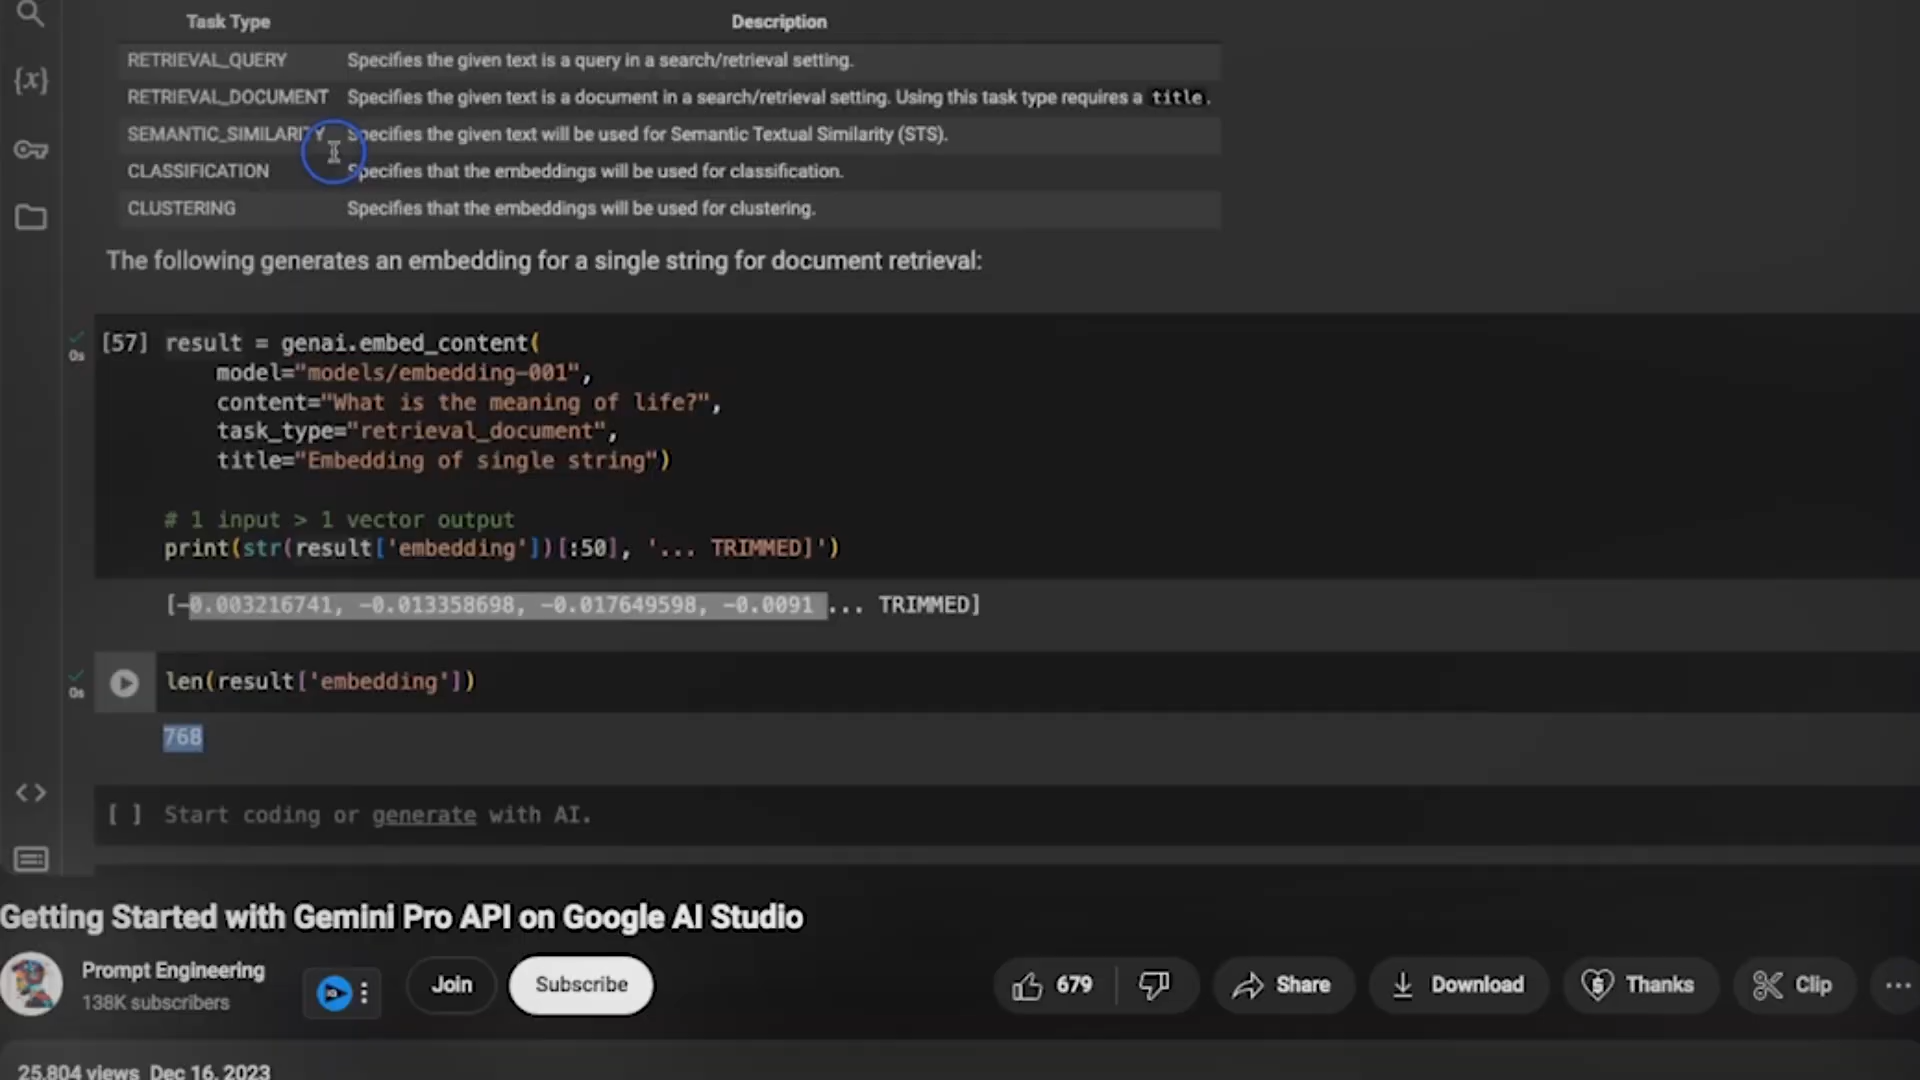 Task Type Description
RETRIEVAL_QUERY Specifies the given text is a query in a search/retrieval setting.
RETRIEVAL_DOCUMENT Specifies the given text is a document in a search/retrieval setting. Using this task type requires a title.
SEMANTIC_SIMILARITY Specifies the given text will be used for Semantic Textual Similarity (STS).
CLASSIFICATION Specifies that the embeddings will be used for classification.
CLUSTERING Specifies that the embeddings will be used for clustering.
The following generates an embedding for a single string for document retrieval:
[57] result = genai.embed_content(
model="models/embedding-001",
content="What is the meaning of life?",
task_type="retrieval_document",
title="Embedding of single string")
0s
# 1 input > 1 vector output
print(str(result['embedding'])[:50], '... TRIMMED]')
[-0.003216741, -0.013358698, -0.017649598, -0.0091 ... TRIMMED]
len(result['embedding'])
0s
768
[ ] Start coding or generate with AI.
Getting Started with Gemini Pro API on Google AI Studio
Prompt Engineering
138K subscribers
Join
Subscribe
679
Share
Download
Thanks
Clip
25,804 views Dec 16, 2023